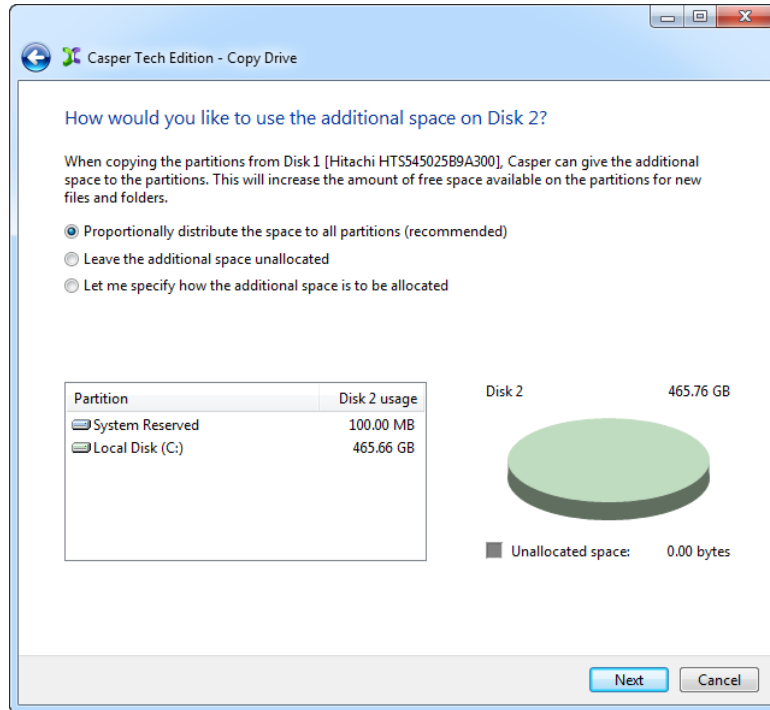 Casper Tech Edition - Copy Drive
How would you like to use the additional space on Disk 2?
When copying the partitions from Disk 1 [Hitachi HTS545025B9A300], Casper can give the additional
space to the partitions. This will increase the amount of free space available on the partitions for new
files and folders.
Proportionally distribute the space to all partitions (recommended)
Leave the additional space unallocated
Let me specify how the additional space is to be allocated
Partition Disk 2 usage
System Reserved 100.00 MB
Local Disk (C:) 465.66 GB
Disk 2 465.76 GB
Unallocated space: 0.00 bytes
Next Cancel